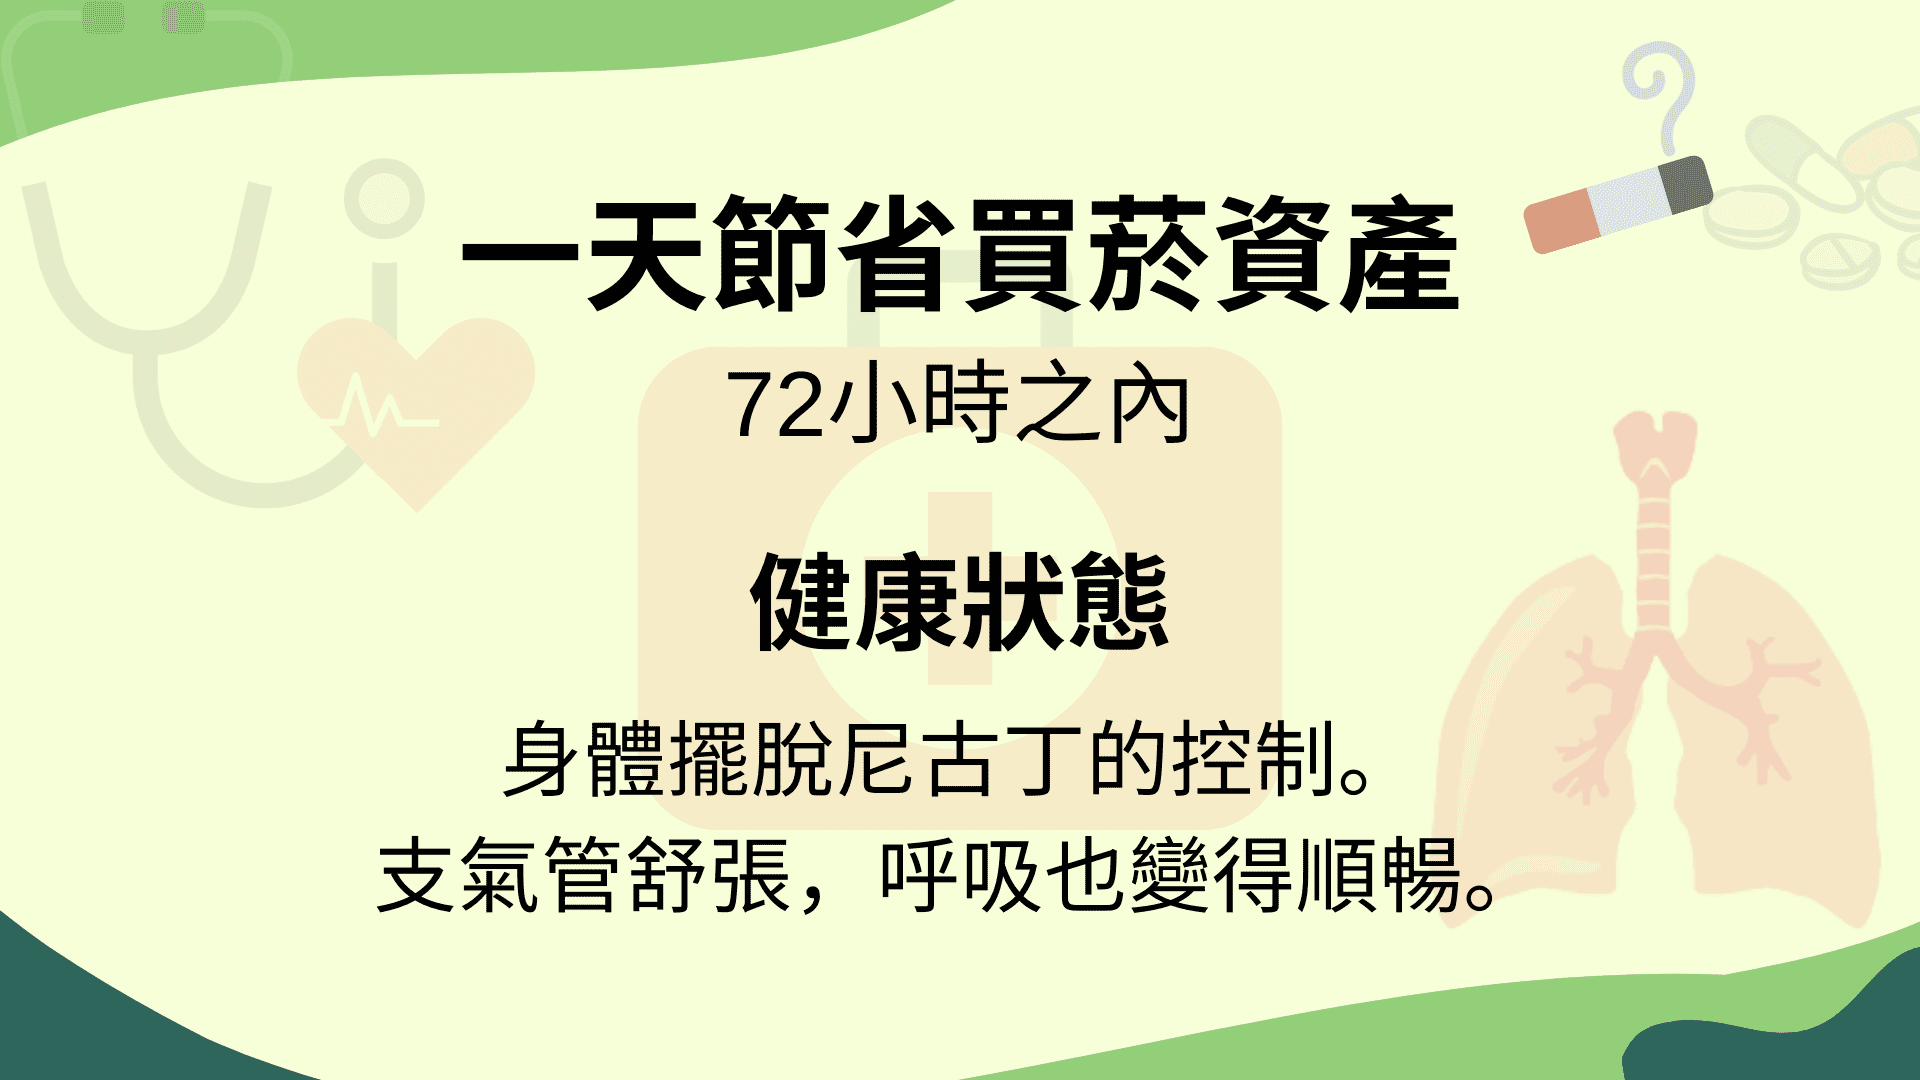 一天節省買菸資產
72小時之內
健康狀態
身體擺脫尼古丁的控制。
支氣管舒張，呼吸也變得順暢。